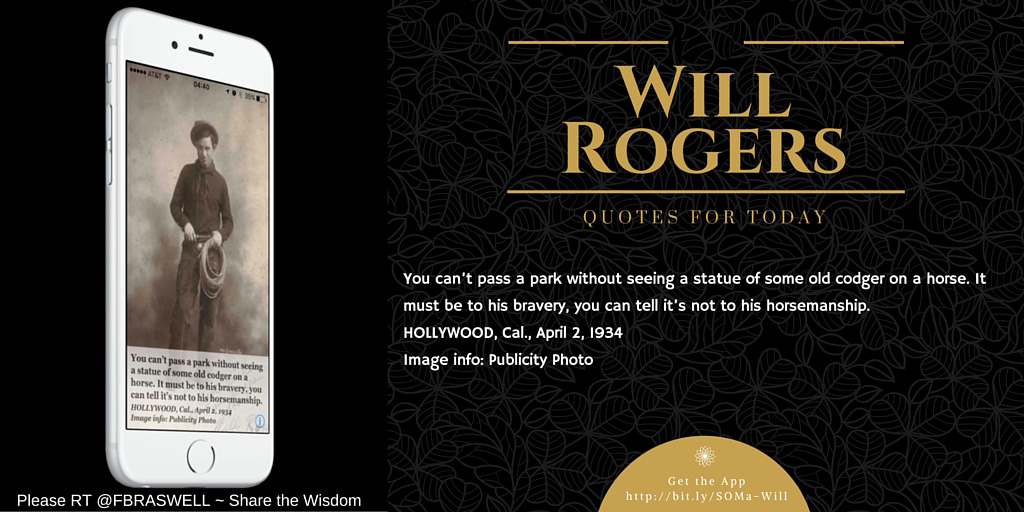 AT&T
04:40
35%
You can't pass a park without seeing
a statue of some old codger on a
horse. It must be to his bravery, you
can tell it's not to his horsemanship.
HOLLYWOOD, Cal., April 2, 1934
Image info: Publicity Photo
Please RT @FBRASWELL ~ Share the Wisdom
WILL
ROGERS
QUOTES FOR TODAY
You can't pass a park without seeing a statue of some old codger on a horse. It
must be to his bravery, you can tell it's not to his horsemanship.
HOLLYWOOD, Cal., April 2, 1934
Image info: Publicity Photo
Get the App
http://bit.ly/SOMa-Will